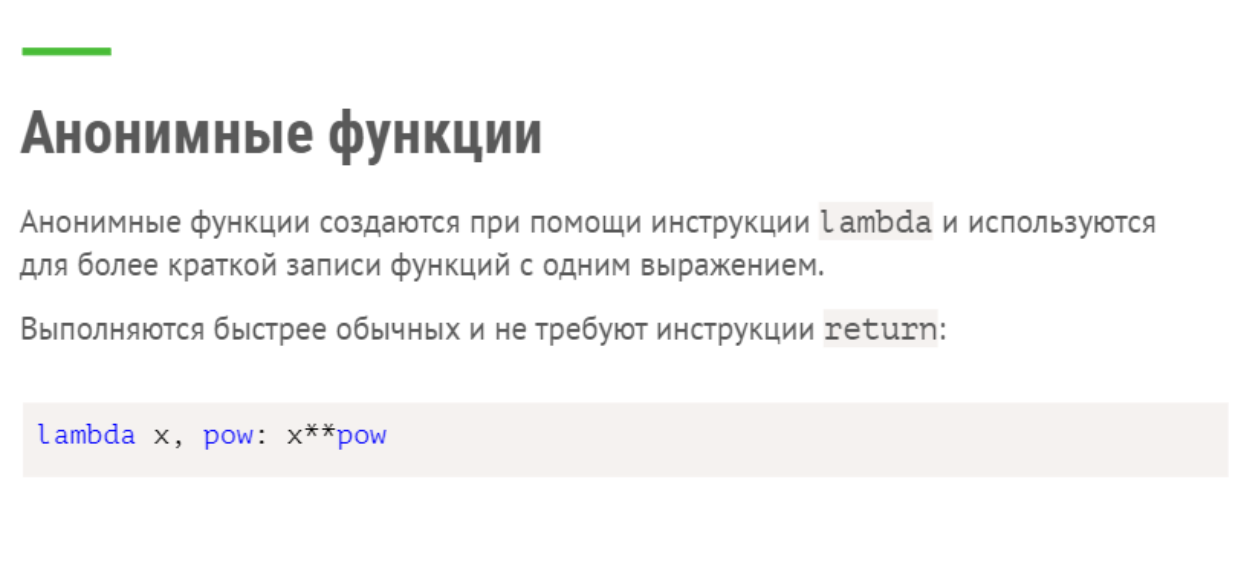 Анонимные функции
Анонимные функции создаются при помощи инструкции lambda и используются
для более краткой записи функций с одним выражением.
Выполняются быстрее обычных и не требуют инструкции return:
lambda x, pow: x**pow